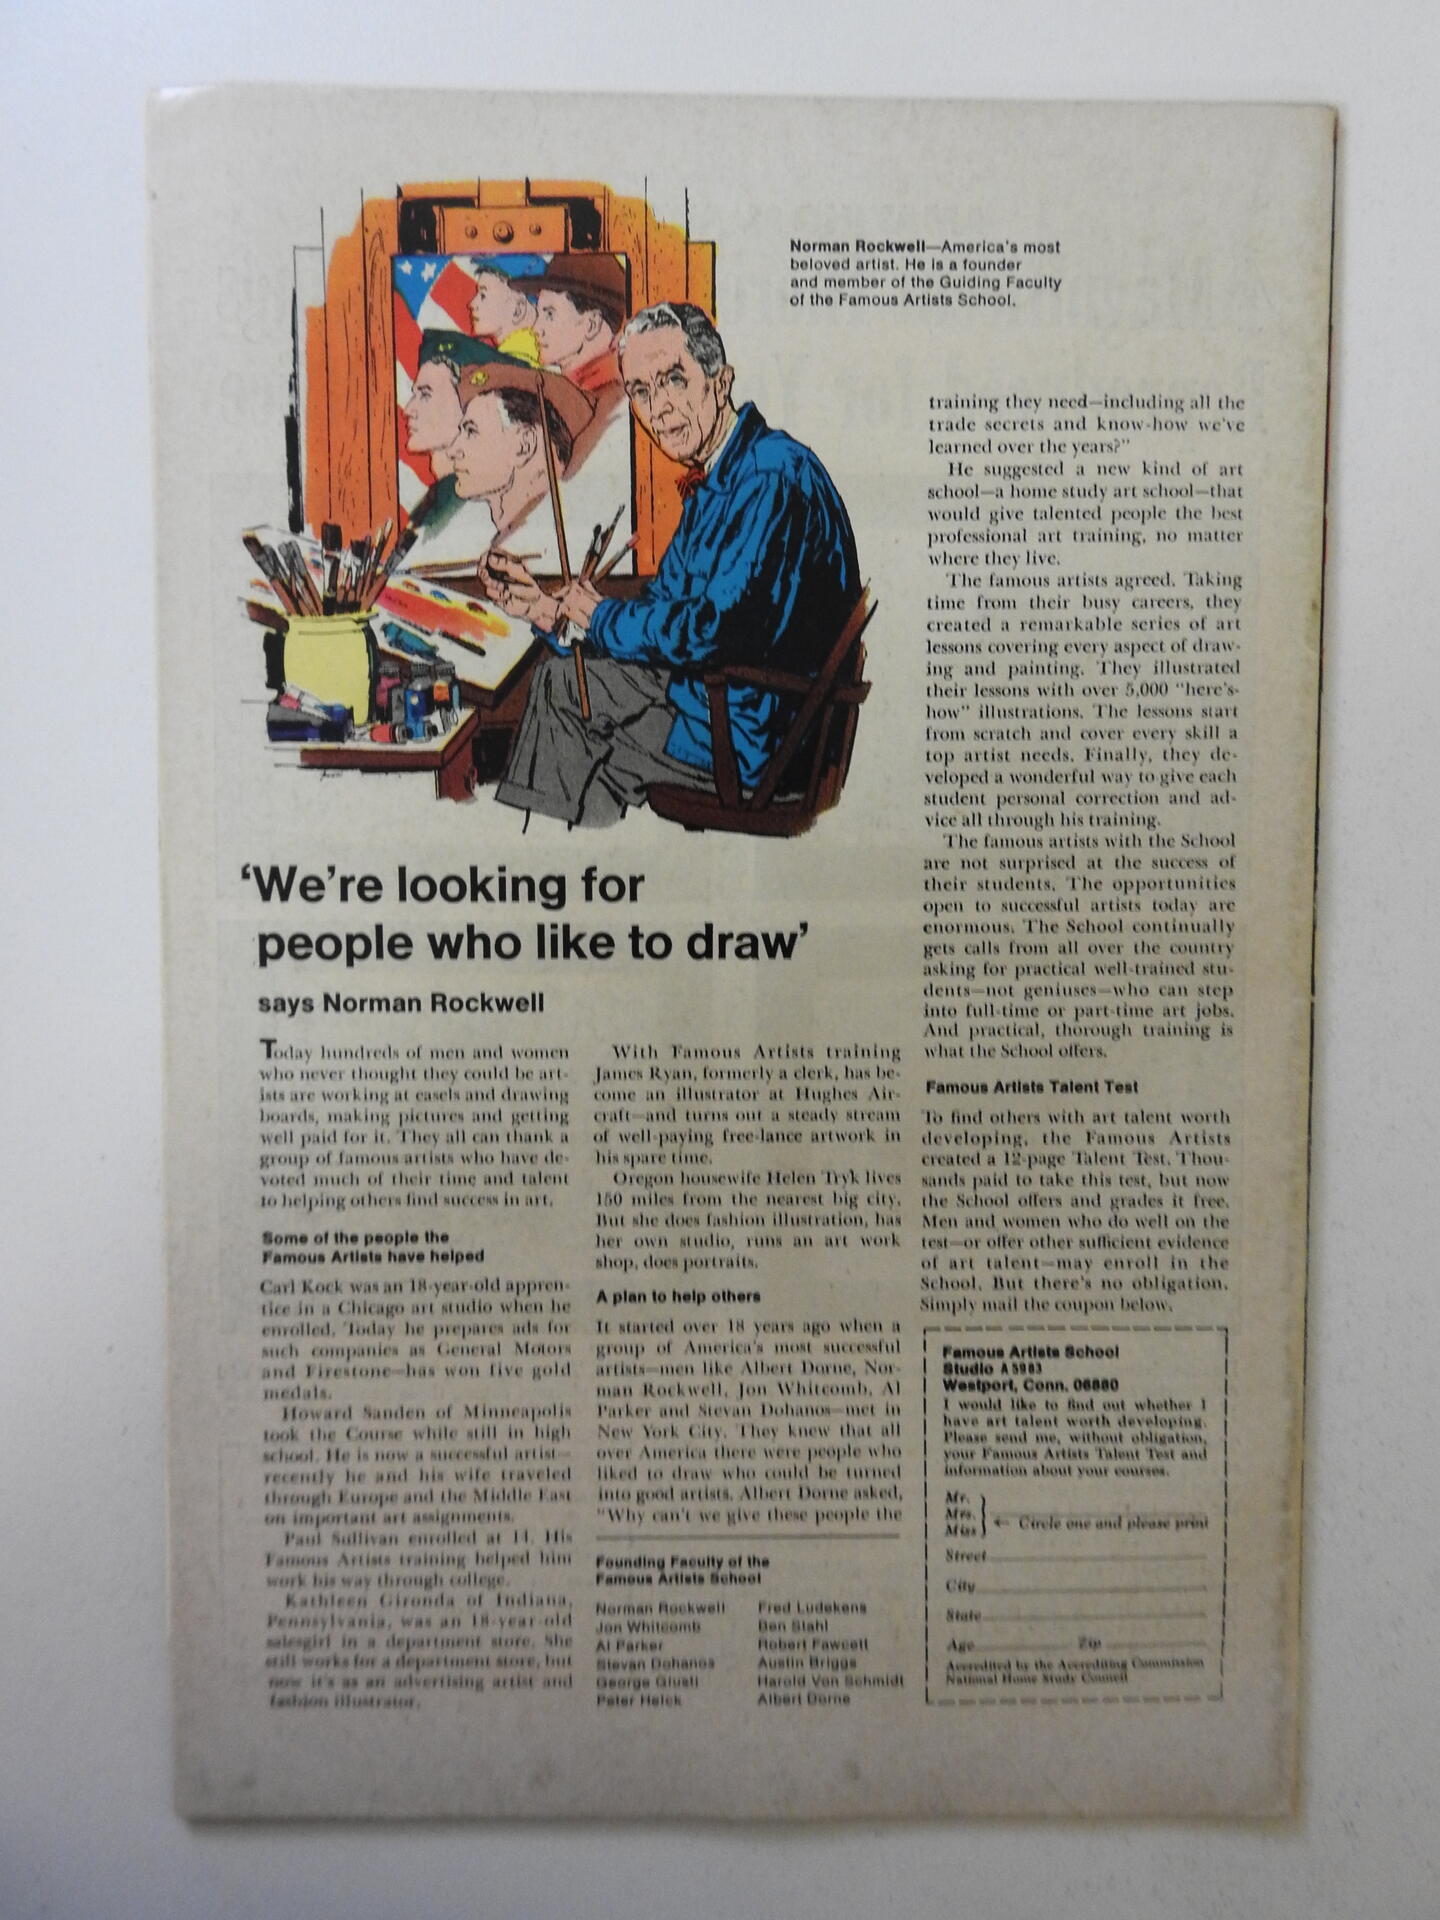 Norman Rockwell—America's most
beloved artist. He is a founder
and member of the Guiding Faculty
of the Famous Artists School.
'We're looking for
people who like to draw'
says Norman Rockwell
Today hundreds of men and women
who never thought they could be art-
ists are working at easels and drawing
boards, making pictures and getting
well paid for it. They all can thank a
group of famous artists who have de-
voted much of their time and talent
to helping others find success in art.
Some of the people the
Famous Artists have helped
Carl Kock was an 18-year-old appren-
tice in a Chicago art studio when he
enrolled. Today he prepares ads for
such companies as General Motors
and Firestone—has won five gold
medals.
Howard Sanden of Minneapolis
took the Course while still in high
school. He is now a successful artist—
recently he and his wife traveled
through Europe and the Middle East
on important art assignments.
Paul Sullivan enrolled at 14. His
Famous Artists training helped him
work his way through college.
Kathleen Gironda of Indiana,
Pennsylvania, was an 18-year-old
salesgirl in a department store. She
still works for a department store, but
now it's as an advertising artist and
fashion illustrator.
With Famous Artists training
James Ryan, formerly a clerk, has be-
come an illustrator at Hughes Air-
craft—and turns out a steady stream
of well-paying free-lance artwork in
his spare time.
Oregon housewife Helen Tryk lives
150 miles from the nearest big city.
But she does fashion illustration, has
her own studio, runs an art work
shop, does portraits.
A plan to help others
It started over 18 years ago when a
group of America's most successful
artists—men like Albert Dorne, Nor-
man Rockwell, Jon Whitcomb, Al
Parker and Stevan Dohanos—met in
New York City. They knew that all
over America there were people who
liked to draw who could be turned
into good artists. Albert Dorne asked,
"Why can't we give these people the
training they need—including all the
trade secrets and know-how we've
learned over the years?"
He suggested a new kind of art
school—a home study art school—that
would give talented people the best
professional art training, no matter
where they live.
The famous artists agreed. Taking
time from their busy careers, they
created a remarkable series of art
lessons covering every aspect of draw-
ing and painting. They illustrated
their lessons with over 5,000 "here's-
how" illustrations. The lessons start
from scratch and cover every skill a
top artist needs. Finally, they de-
veloped a wonderful way to give each
student personal correction and ad-
vice all through his training.
The famous artists with the School
are not surprised at the success of
their students. The opportunities
open to successful artists today are
enormous. The School continually
gets calls from all over the country
asking for practical well-trained stu-
dents—not geniuses—who can step
into full-time or part-time art jobs.
And practical, thorough training is
what the School offers.
Famous Artists Talent Test
To find others with art talent worth
developing, the Famous Artists
created a 12-page Talent Test. Thou-
sands paid to take this test, but now
the School offers and grades it free.
Men and women who do well on the
test—or offer other sufficient evidence
of art talent—may enroll in the
School. But there's no obligation.
Simply mail the coupon below.
Founding Faculty of the
Famous Artists School
Norman Rockwell
Jon Whitcomb
Al Parker
Stevan Dohanos
George Giusti
Peter Helck
Fred Ludekens
Ben Stahl
Robert Fawcett
Austin Briggs
Harold Von Schmidt
Albert Dorne
Famous Artists School
Studio A5983
Westport, Conn. 06880
I would like to find out whether I
have art talent worth developing.
Please send me, without obligation,
your Famous Artists Talent Test and
information about your courses.
Mr.
Mrs.
Miss
← Circle one and please print
Street
City
State
Age Zip
Accredited by the Accrediting Commission
National Home Study Council